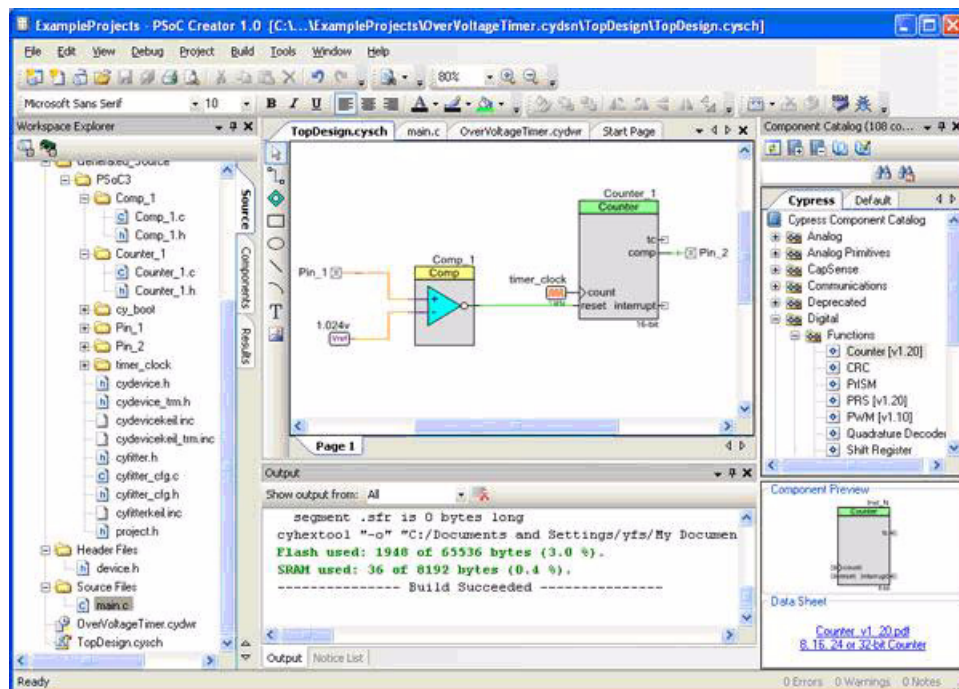 ExampleProjects - PSoC Creator 1.0 [C:\...\ExampleProjects\OverVoltageTimer.cydsn\TopDesign\TopDesign.cysch]
File Edit View Debug Project Build Tools Window Help
80%
Microsoft Sans Serif 10 B I U
Workspace Explorer
Generated_Source
PSoC3
Comp_1
Comp_1.c
Comp_1.h
Counter_1
Counter_1.c
Counter_1.h
cy_boot
Pin_1
Pin_2
timer_clock
cydevice.h
cydevice_trm.h
cydevicekeil.inc
cydevicekeil_trm.inc
cyfitter.h
cyfitter_cfg.c
cyfitter_cfg.h
cyfitterkeil.inc
project.h
Header Files
device.h
Source Files
main.c
OverVoltageTimer.cydwr
TopDesign.cysch
Source
Components
Results
TopDesign.cysch main.c OverVoltageTimer.cydwr Start Page
Counter_1
Counter
tc
comp
Pin_2
Comp_1
Comp
Pin_1
timer_clock
count
reset interrupt
16-bit
1.024v
Vref
Page 1
Output
Show output from: All
segment .sfr is 0 bytes long
cyhextool "-o" "C:/Documents and Settings/yfs/My Documen
Flash used: 1948 of 65536 bytes (3.0 %).
SRAM used: 36 of 8192 bytes (0.4 %).
--------------- Build Succeeded ---------------
Output Notice List
Component Catalog (108 co...
Cypress Default
Cypress Component Catalog
Analog
Analog Primitives
CapSense
Communications
Deprecated
Digital
Functions
Counter [v1.20]
CRC
PrISM
PRS [v1.20]
PWM [v1.10]
Quadrature Decoder
Shift Register
Component Preview
Inst_N
Counter
tc
comp
count
reset interrupt
Data Sheet
Counter_v1_20.pdf
8, 16, 24 or 32-bit Counter
Ready
0 Errors 0 Warnings 0 Notes